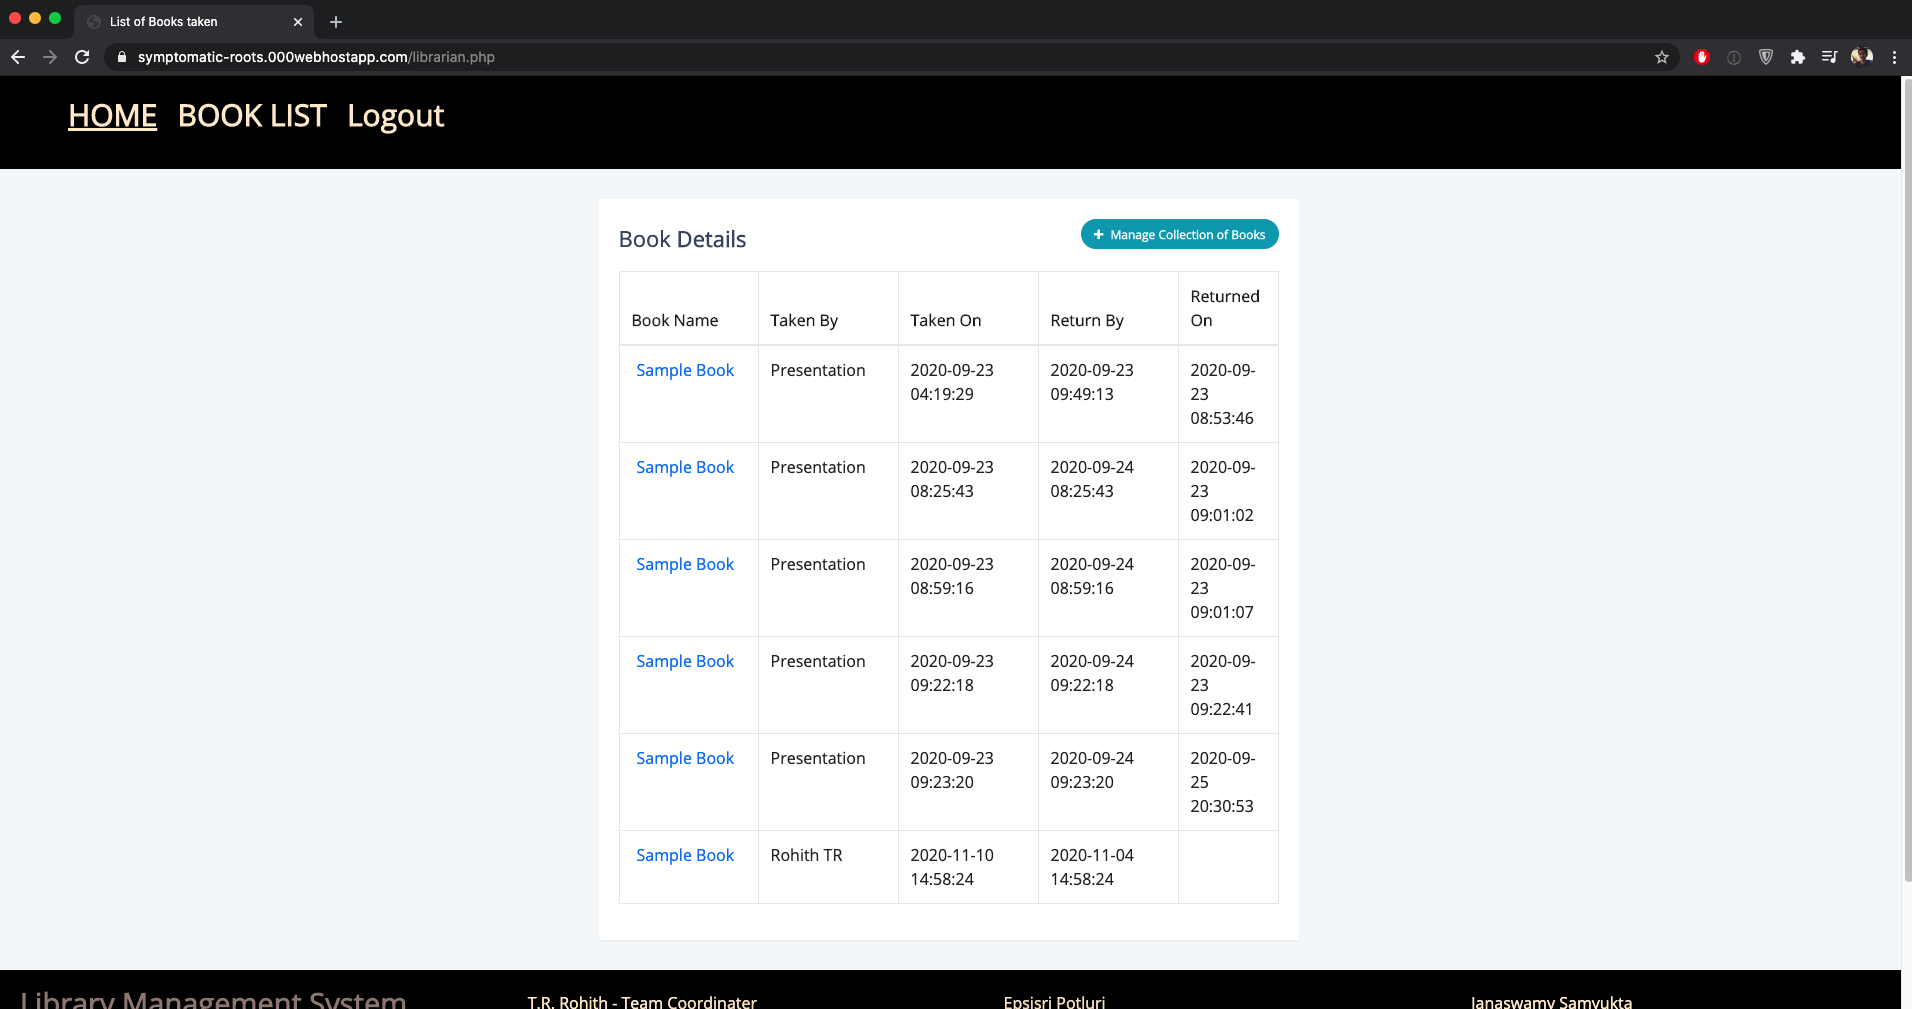 List of Books taken
symptomatic-roots.000webhostapp.com/librarian.php
HOME BOOK LIST Logout
Book Details
Manage Collection of Books
Book Name Taken By Taken On Return By Returned On
Sample Book Presentation 2020-09-23 04:19:29 2020-09-23 09:49:13 2020-09-23 08:53:46
Sample Book Presentation 2020-09-23 08:25:43 2020-09-24 08:25:43 2020-09-23 09:01:02
Sample Book Presentation 2020-09-23 08:59:16 2020-09-24 08:59:16 2020-09-23 09:01:07
Sample Book Presentation 2020-09-23 09:22:18 2020-09-24 09:22:18 2020-09-23 09:22:41
Sample Book Presentation 2020-09-23 09:23:20 2020-09-24 09:23:20 2020-09-25 20:30:53
Sample Book Rohith TR 2020-11-10 14:58:24 2020-11-04 14:58:24
Library Management System T.R. Rohith - Team Coordinater Epsisri Potluri Janaswamy Samyukta